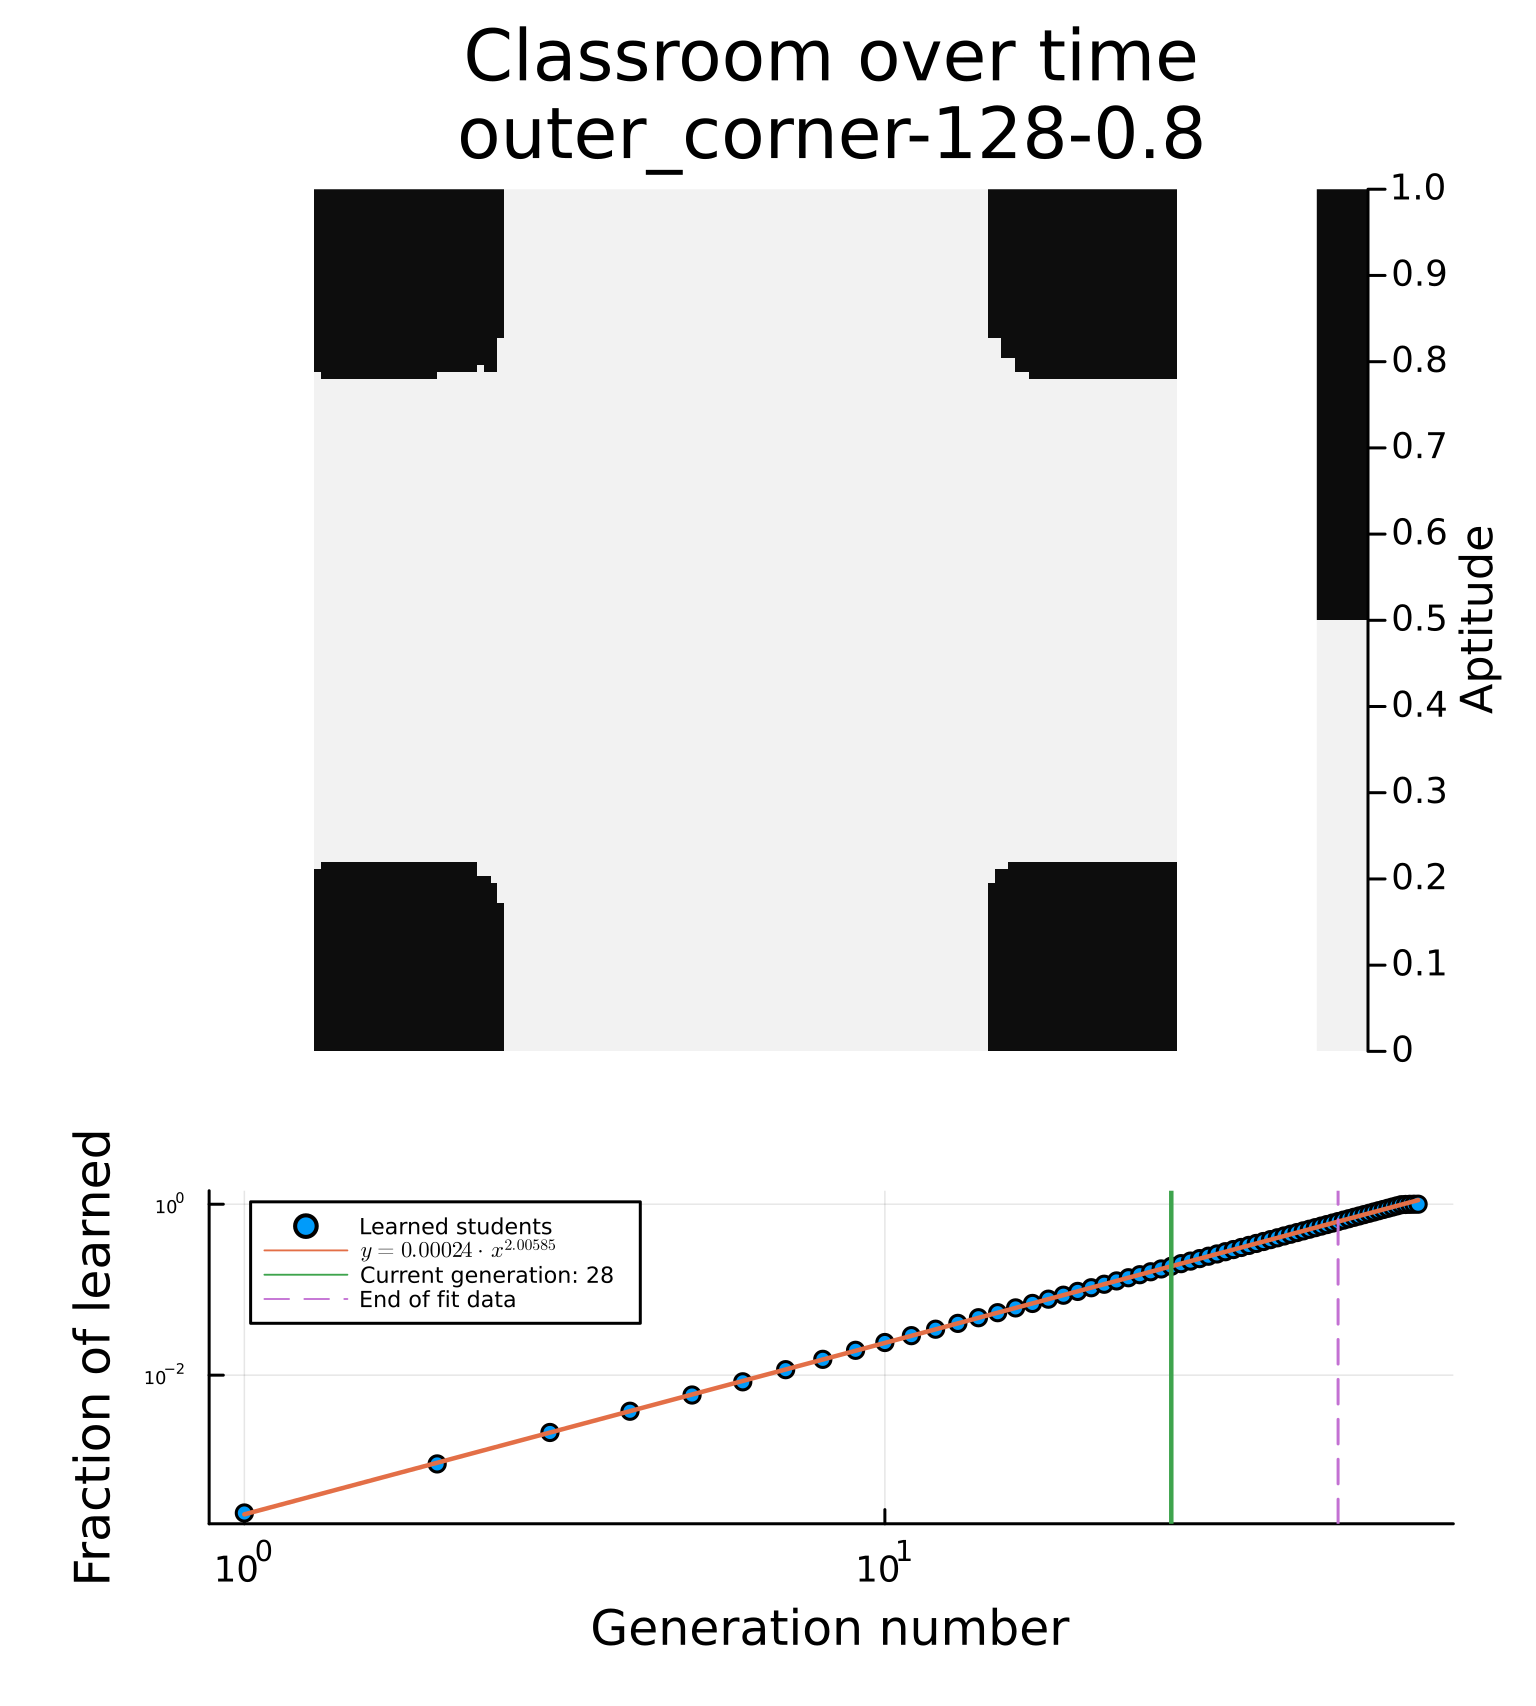 Classroom over time
outer_corner-128-0.8
1.0
0.9
0.8
0.7
0.6
0.5
0.4
0.3
0.2
0.1
0
Aptitude
Fraction of learned
10⁰
10⁻²
Learned students
y = 0.00024 · x^2.00585
Current generation: 28
End of fit data
10⁰
10¹
Generation number